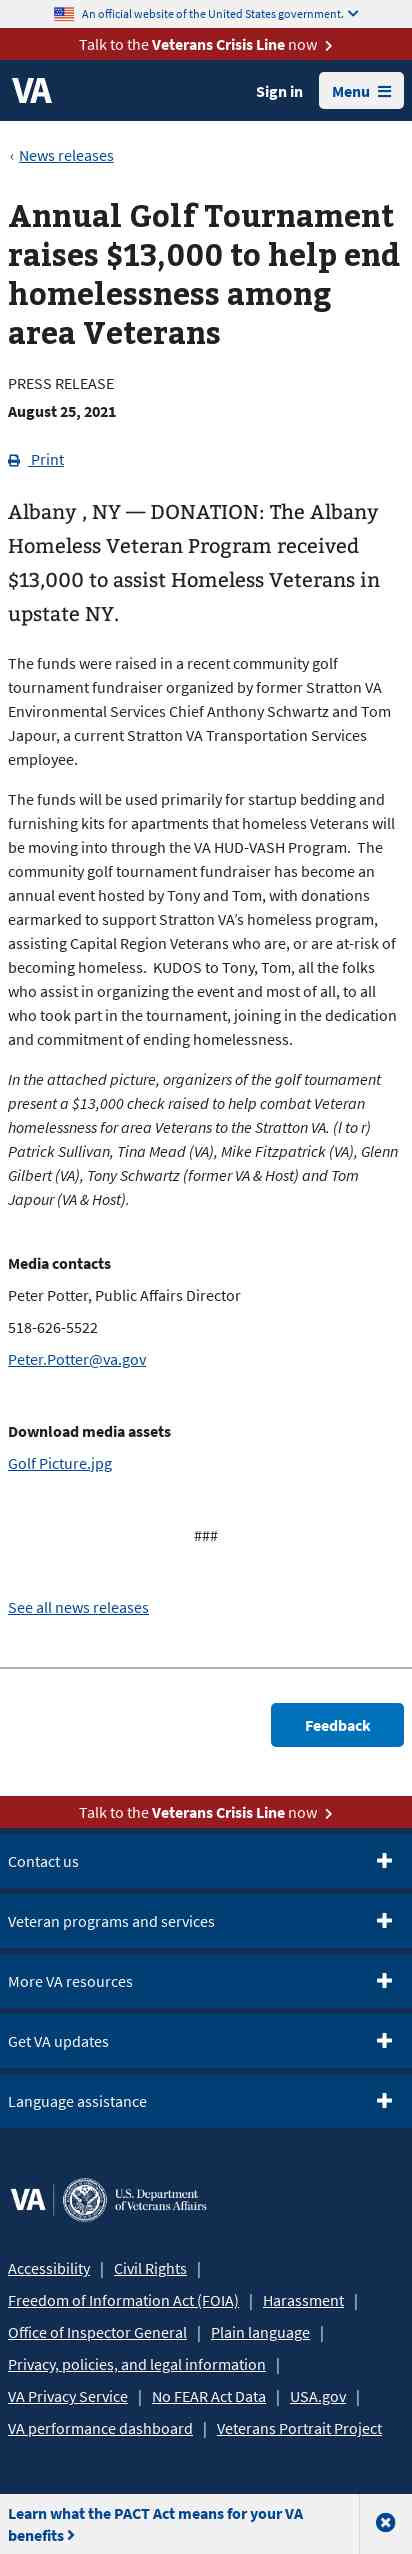 An official website of the United States government.
Talk to the Veterans Crisis Line now
VA
Sign in
Menu
‹ News releases
Annual Golf Tournament
raises $13,000 to help end
homelessness among
area Veterans
PRESS RELEASE
August 25, 2021
Print
Albany , NY — DONATION: The Albany
Homeless Veteran Program received
$13,000 to assist Homeless Veterans in
upstate NY.
The funds were raised in a recent community golf
tournament fundraiser organized by former Stratton VA
Environmental Services Chief Anthony Schwartz and Tom
Japour, a current Stratton VA Transportation Services
employee.
The funds will be used primarily for startup bedding and
furnishing kits for apartments that homeless Veterans will
be moving into through the VA HUD-VASH Program.  The
community golf tournament fundraiser has become an
annual event hosted by Tony and Tom, with donations
earmarked to support Stratton VA’s homeless program,
assisting Capital Region Veterans who are, or are at-risk of
becoming homeless.  KUDOS to Tony, Tom, all the folks
who assist in organizing the event and most of all, to all
who took part in the tournament, joining in the dedication
and commitment of ending homelessness.
In the attached picture, organizers of the golf tournament
present a $13,000 check raised to help combat Veteran
homelessness for area Veterans to the Stratton VA. (l to r)
Patrick Sullivan, Tina Mead (VA), Mike Fitzpatrick (VA), Glenn
Gilbert (VA), Tony Schwartz (former VA & Host) and Tom
Japour (VA & Host).
Media contacts
Peter Potter, Public Affairs Director
518-626-5522
Peter.Potter@va.gov
Download media assets
Golf Picture.jpg
###
See all news releases
Feedback
Talk to the Veterans Crisis Line now
Contact us
Veteran programs and services
More VA resources
Get VA updates
Language assistance
VA
U.S. Department
of Veterans Affairs
Accessibility | Civil Rights |
Freedom of Information Act (FOIA) | Harassment |
Office of Inspector General | Plain language |
Privacy, policies, and legal information |
VA Privacy Service | No FEAR Act Data | USA.gov |
VA performance dashboard | Veterans Portrait Project
Learn what the PACT Act means for your VA
benefits